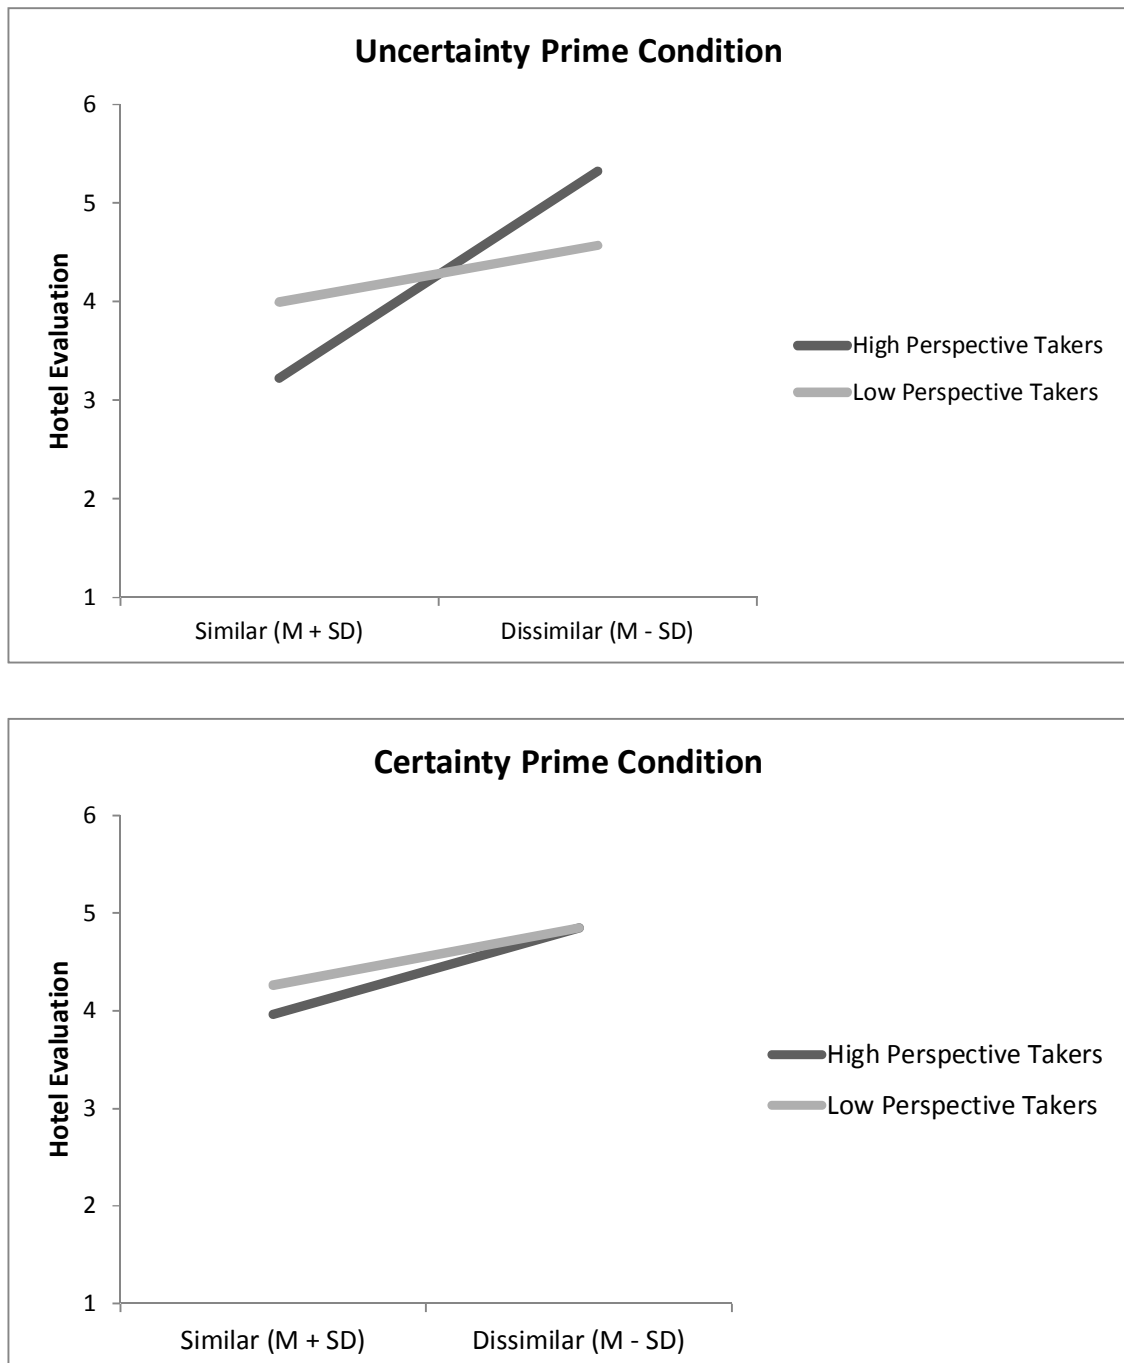 Uncertainty Prime Condition
6
5
4
3
2
1
Hotel Evaluation
Similar (M + SD)
Dissimilar (M - SD)
High Perspective Takers
Low Perspective Takers
Certainty Prime Condition
6
5
4
3
2
1
Hotel Evaluation
Similar (M + SD)
Dissimilar (M - SD)
High Perspective Takers
Low Perspective Takers